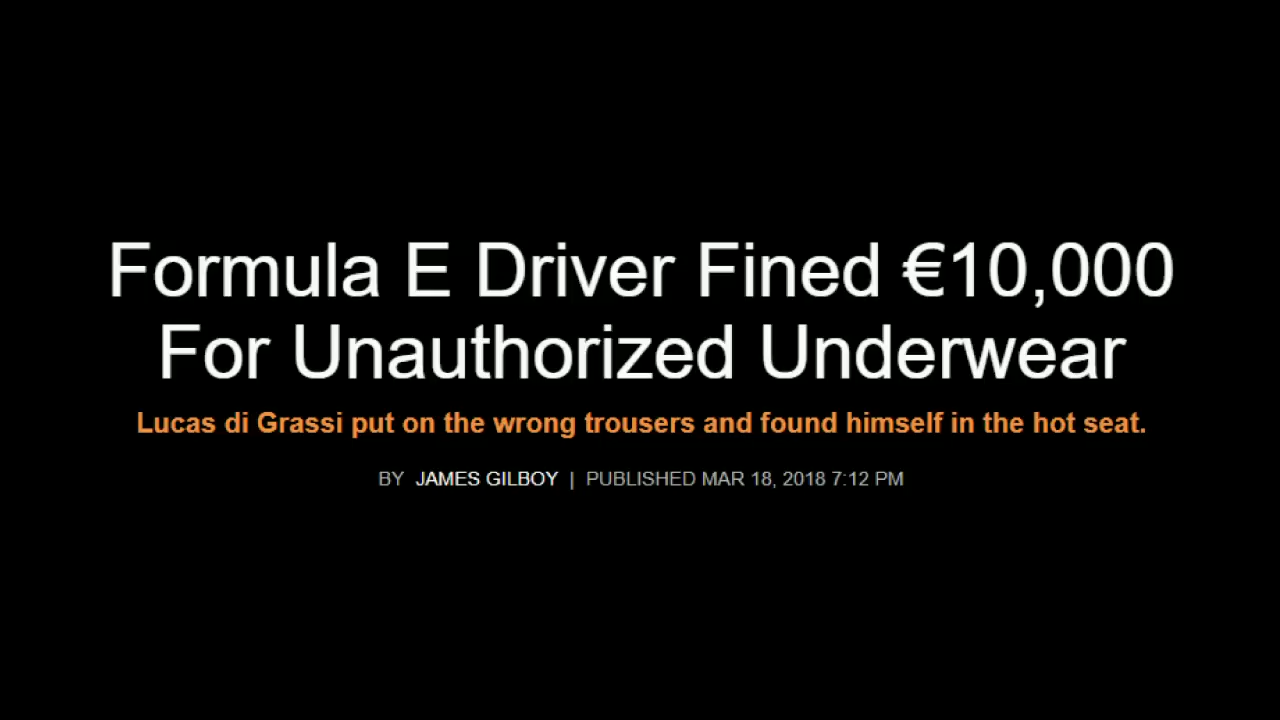 Formula E Driver Fined €10,000
For Unauthorized Underwear
Lucas di Grassi put on the wrong trousers and found himself in the hot seat.
BY JAMES GILBOY | PUBLISHED MAR 18, 2018 7:12 PM